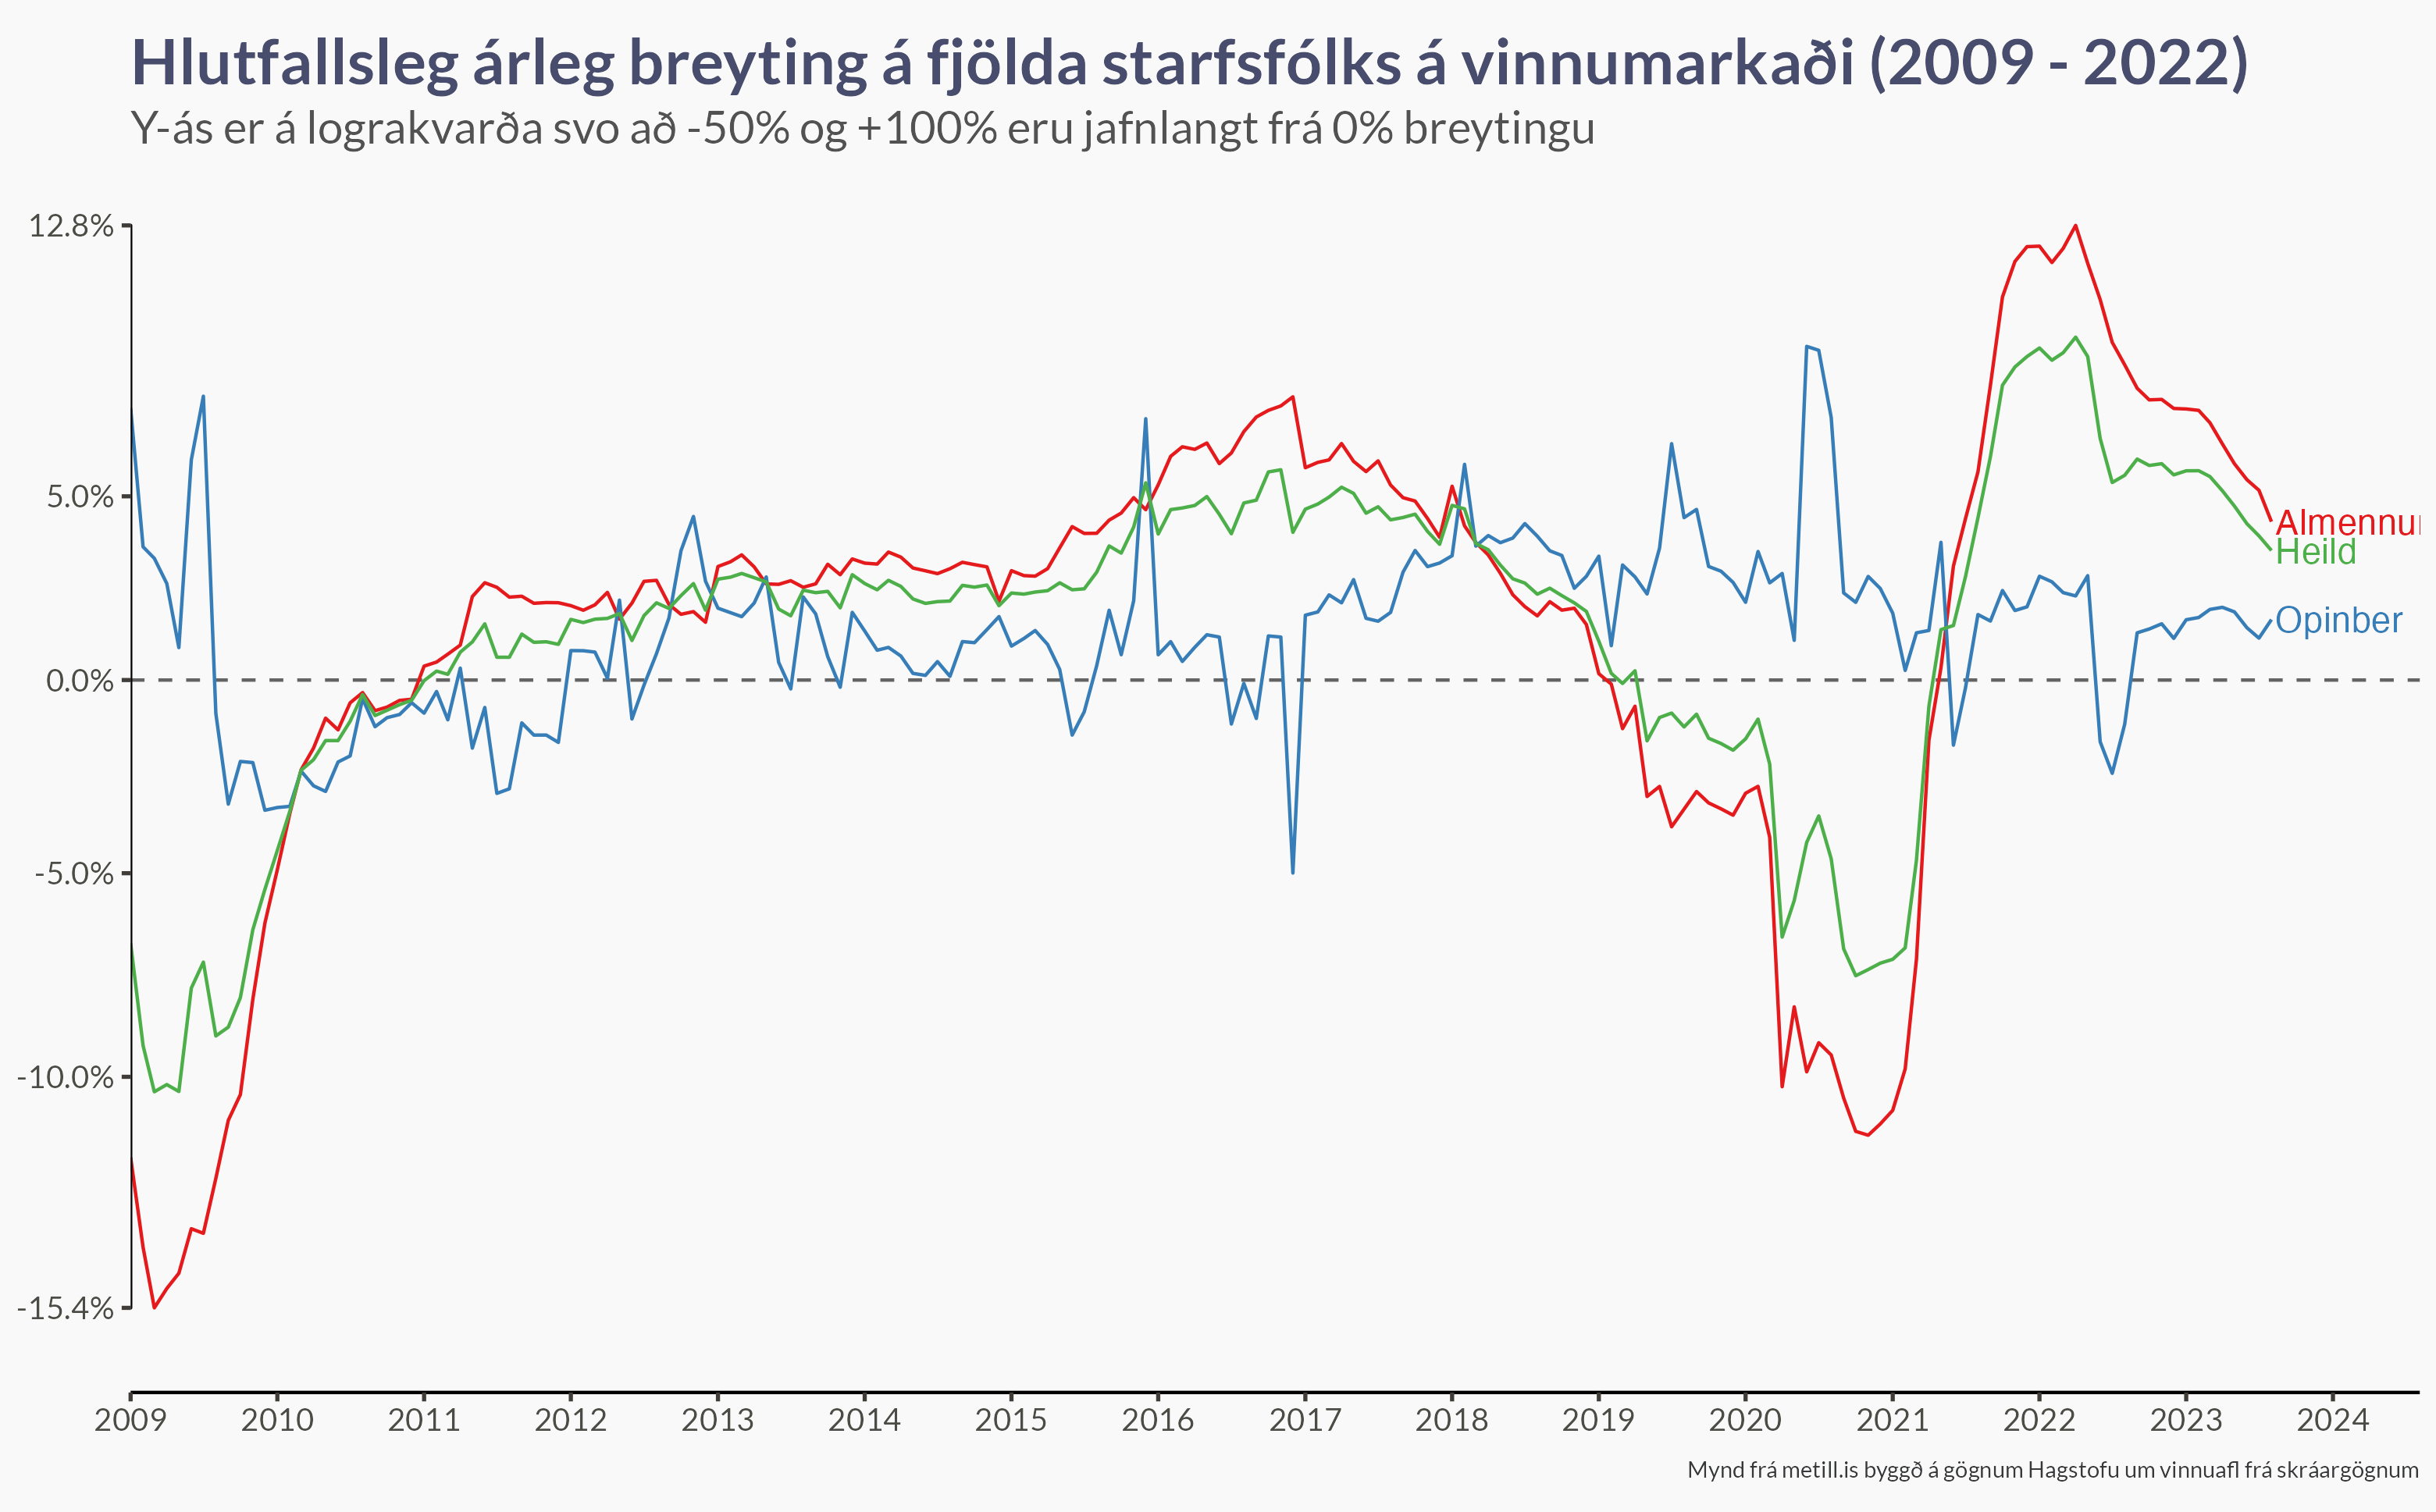 Hlutfallsleg árleg breyting á fjölda starfsfólks á vinnumarkaði (2009 - 2022)
Y-ás er á lograkvarða svo að -50% og +100% eru jafnlangt frá 0% breytingu
12.8%
5.0%
0.0%
-5.0%
-10.0%
-15.4%
Heild
Opinber
2009 2010 2011 2012 2013 2014 2015 2016 2017 2018 2019 2020 2021 2022 2023 2024
Mynd frá metill.is byggð á gögnum Hagstofu um vinnuafl frá skráargögnum